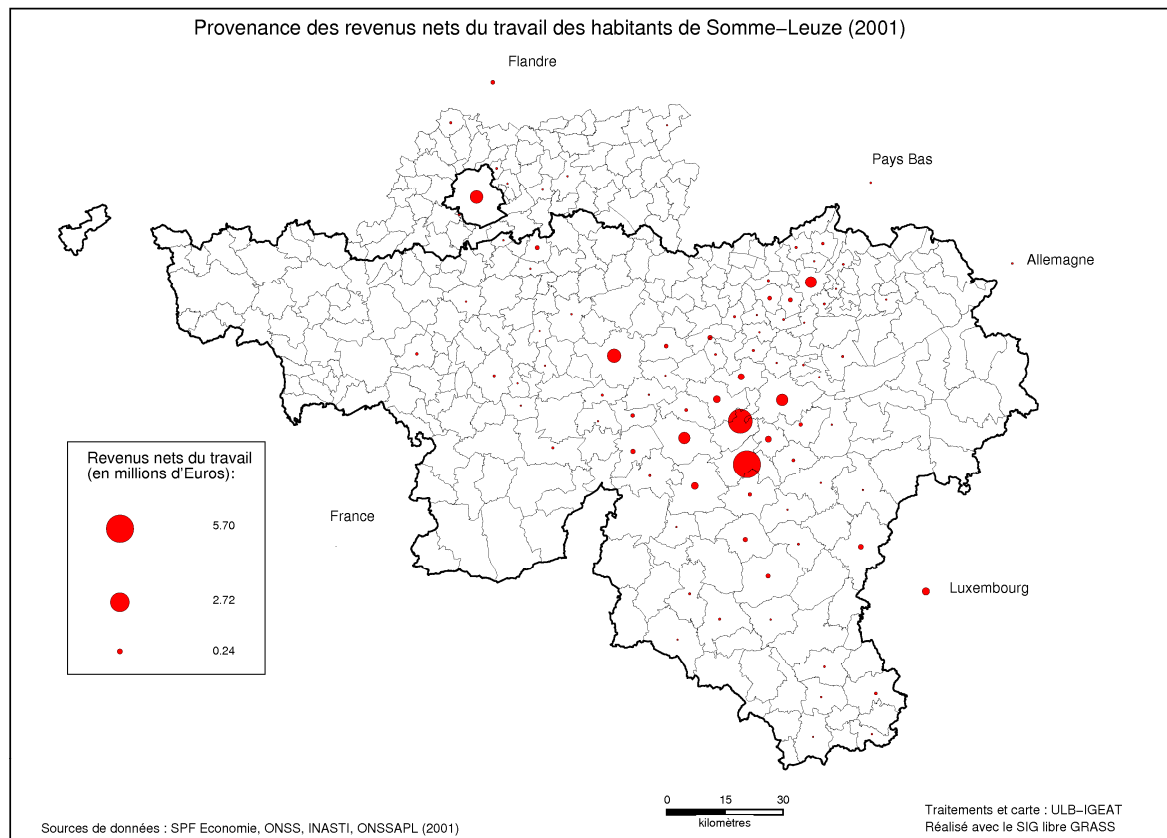 Provenance des revenus nets du travail des habitants de Somme−Leuze (2001)
Flandre
Pays Bas
Allemagne
Revenus nets du travail
(en millions d'Euros):
5.70
2.72
0.24
France
Luxembourg
0 15 30
kilomètres
Sources de données : SPF Economie, ONSS, INASTI, ONSSAPL (2001)
Traitements et carte : ULB−IGEAT
Réalisé avec le SIG libre GRASS